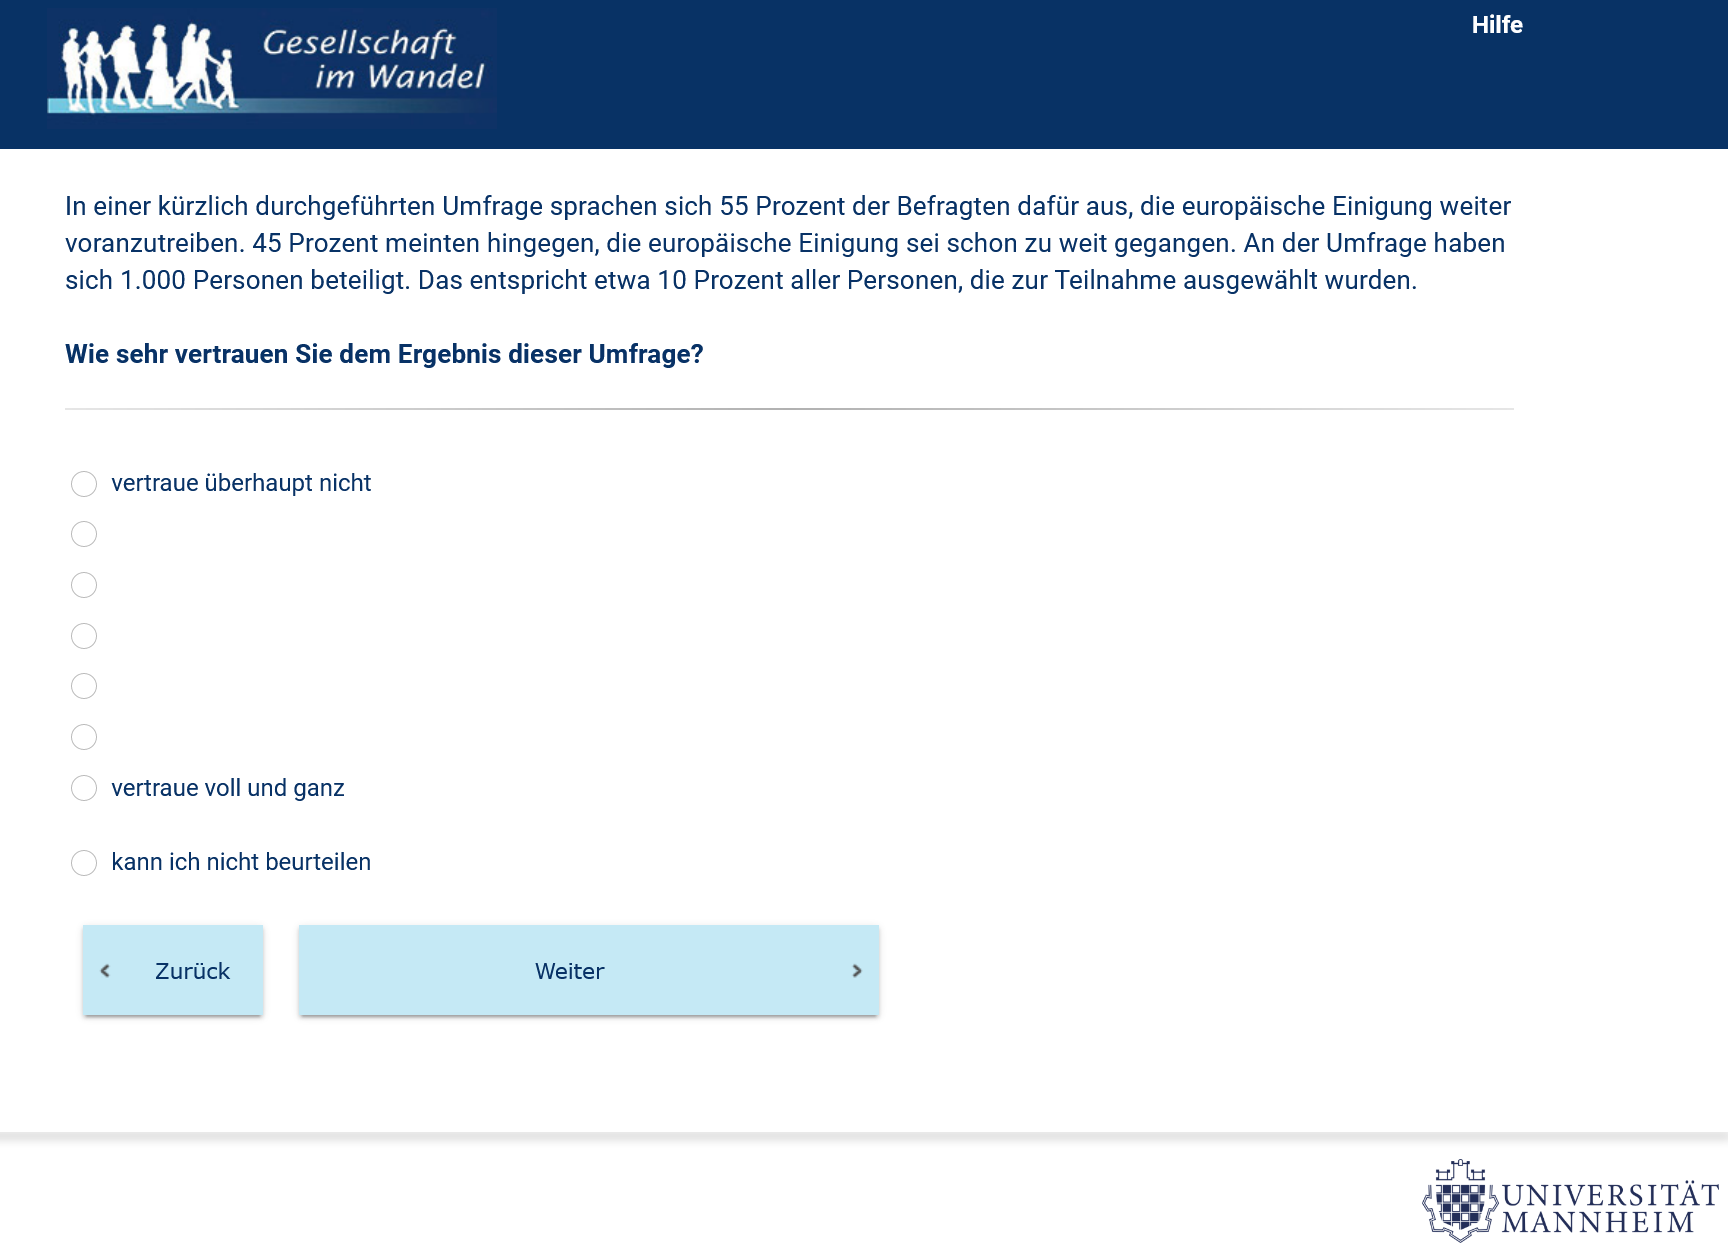 Gesellschaft
im Wandel
Hilfe
In einer kürzlich durchgeführten Umfrage sprachen sich 55 Prozent der Befragten dafür aus, die europäische Einigung weiter
voranzutreiben. 45 Prozent meinten hingegen, die europäische Einigung sei schon zu weit gegangen. An der Umfrage haben
sich 1.000 Personen beteiligt. Das entspricht etwa 10 Prozent aller Personen, die zur Teilnahme ausgewählt wurden.
Wie sehr vertrauen Sie dem Ergebnis dieser Umfrage?
vertraue überhaupt nicht
vertraue voll und ganz
kann ich nicht beurteilen
Zurück
Weiter
UNIVERSITÄT
MANNHEIM